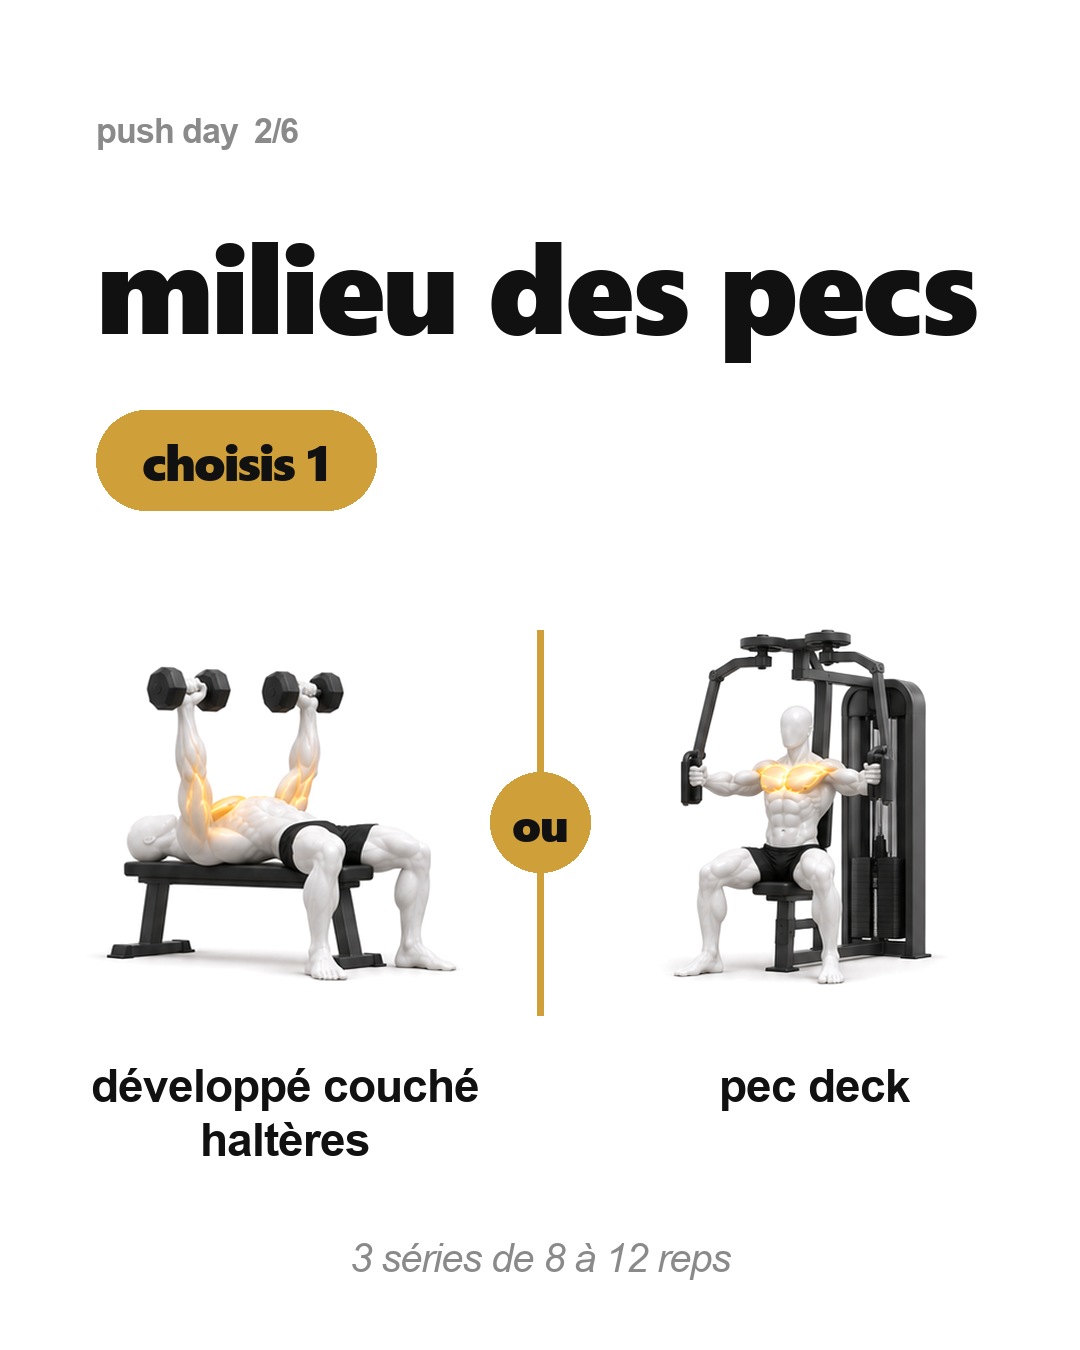 push day 2/6
milieu des pecs
choisis 1
ou
développé couché
haltères
pec deck
3 séries de 8 à 12 reps